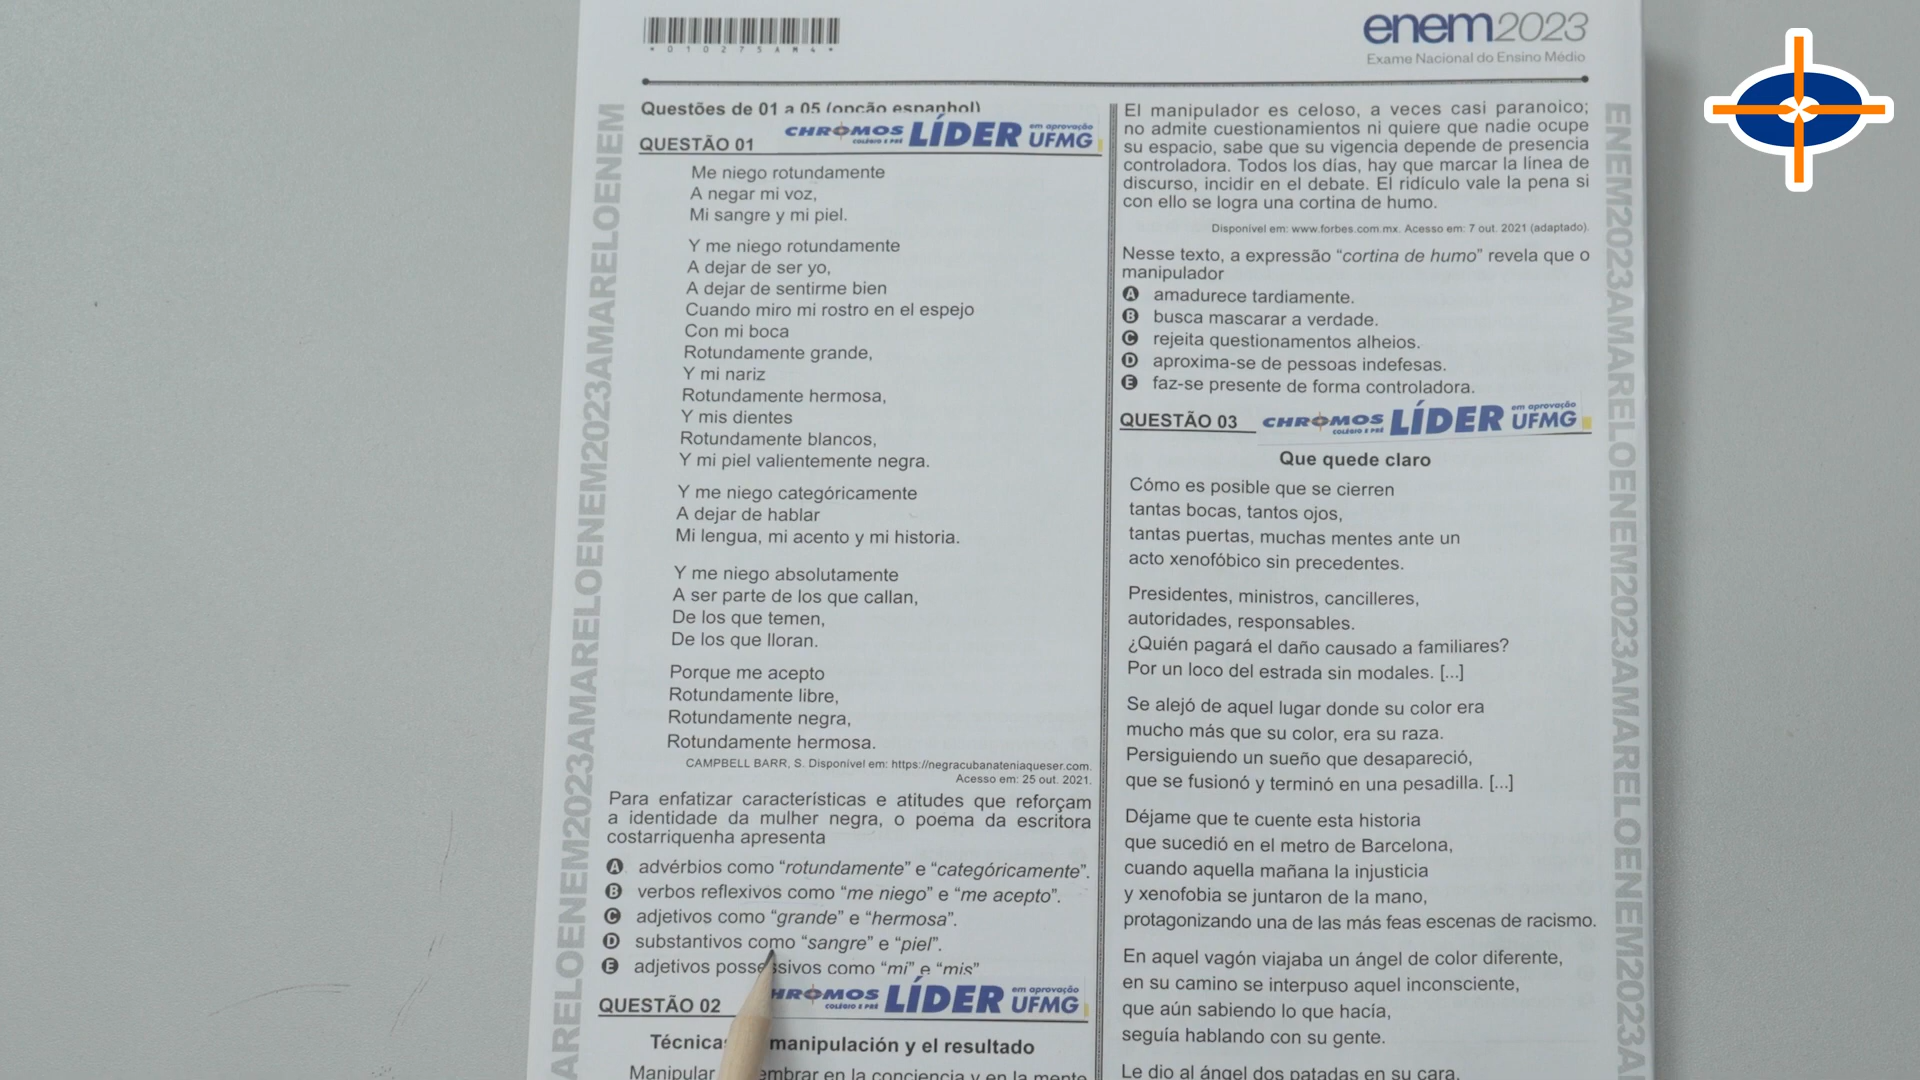 *010275AM4*
enem2023
Exame Nacional do Ensino Médio
Questões de 01 a 05 (opção espanhol)
QUESTÃO 01
CHROMOS
COLÉGIO E PRÉ
LÍDER
em aprovação
UFMG
Me niego rotundamente
A negar mi voz,
Mi sangre y mi piel.
Y me niego rotundamente
A dejar de ser yo,
A dejar de sentirme bien
Cuando miro mi rostro en el espejo
Con mi boca
Rotundamente grande,
Y mi nariz
Rotundamente hermosa,
Y mis dientes
Rotundamente blancos,
Y mi piel valientemente negra.
Y me niego categóricamente
A dejar de hablar
Mi lengua, mi acento y mi historia.
Y me niego absolutamente
A ser parte de los que callan,
De los que temen,
De los que lloran.
Porque me acepto
Rotundamente libre,
Rotundamente negra,
Rotundamente hermosa.
CAMPBELL BARR, S. Disponível em: https://negracubanateniaqueser.com.
Acesso em: 25 out. 2021.
Para enfatizar características e atitudes que reforçam
a identidade da mulher negra, o poema da escritora
costarriquenha apresenta
A advérbios como “rotundamente” e “categóricamente”.
B verbos reflexivos como “me niego” e “me acepto”.
C adjetivos como “grande” e “hermosa”.
D substantivos como “sangre” e “piel”.
E adjetivos possessivos como “mi” e “mis”
QUESTÃO 02
CHROMOS
COLÉGIO E PRÉ
LÍDER
em aprovação
UFMG
Técnicas manipulación y el resultado
Manipular en la conciencia y en la mente
El manipulador es celoso, a veces casi paranoico;
no admite cuestionamientos ni quiere que nadie ocupe
su espacio, sabe que su vigencia depende de presencia
controladora. Todos los días, hay que marcar la línea de
discurso, incidir en el debate. El ridículo vale la pena si
con ello se logra una cortina de humo.
Disponível em: www.forbes.com.mx. Acesso em: 7 out. 2021 (adaptado).
Nesse texto, a expressão “cortina de humo” revela que o
manipulador
A amadurece tardiamente.
B busca mascarar a verdade.
C rejeita questionamentos alheios.
D aproxima-se de pessoas indefesas.
E faz-se presente de forma controladora.
QUESTÃO 03
CHROMOS
COLÉGIO E PRÉ
LÍDER
em aprovação
UFMG
Que quede claro
Cómo es posible que se cierren
tantas bocas, tantos ojos,
tantas puertas, muchas mentes ante un
acto xenofóbico sin precedentes.
Presidentes, ministros, cancilleres,
autoridades, responsables.
¿Quién pagará el daño causado a familiares?
Por un loco del estrada sin modales. [...]
Se alejó de aquel lugar donde su color era
mucho más que su color, era su raza.
Persiguiendo un sueño que desapareció,
que se fusionó y terminó en una pesadilla. [...]
Déjame que te cuente esta historia
que sucedió en el metro de Barcelona,
cuando aquella mañana la injusticia
y xenofobia se juntaron de la mano,
protagonizando una de las más feas escenas de racismo.
En aquel vagón viajaba un ángel de color diferente,
en su camino se interpuso aquel inconsciente,
que aún sabiendo lo que hacía,
seguía hablando con su gente.
Le dio al ángel dos patadas en su cara,
ARELOENEM2023AMARELOENEM2023AMARELOENEM
ENEM2023AMARELOENEM2023AMARELOENEM2023A